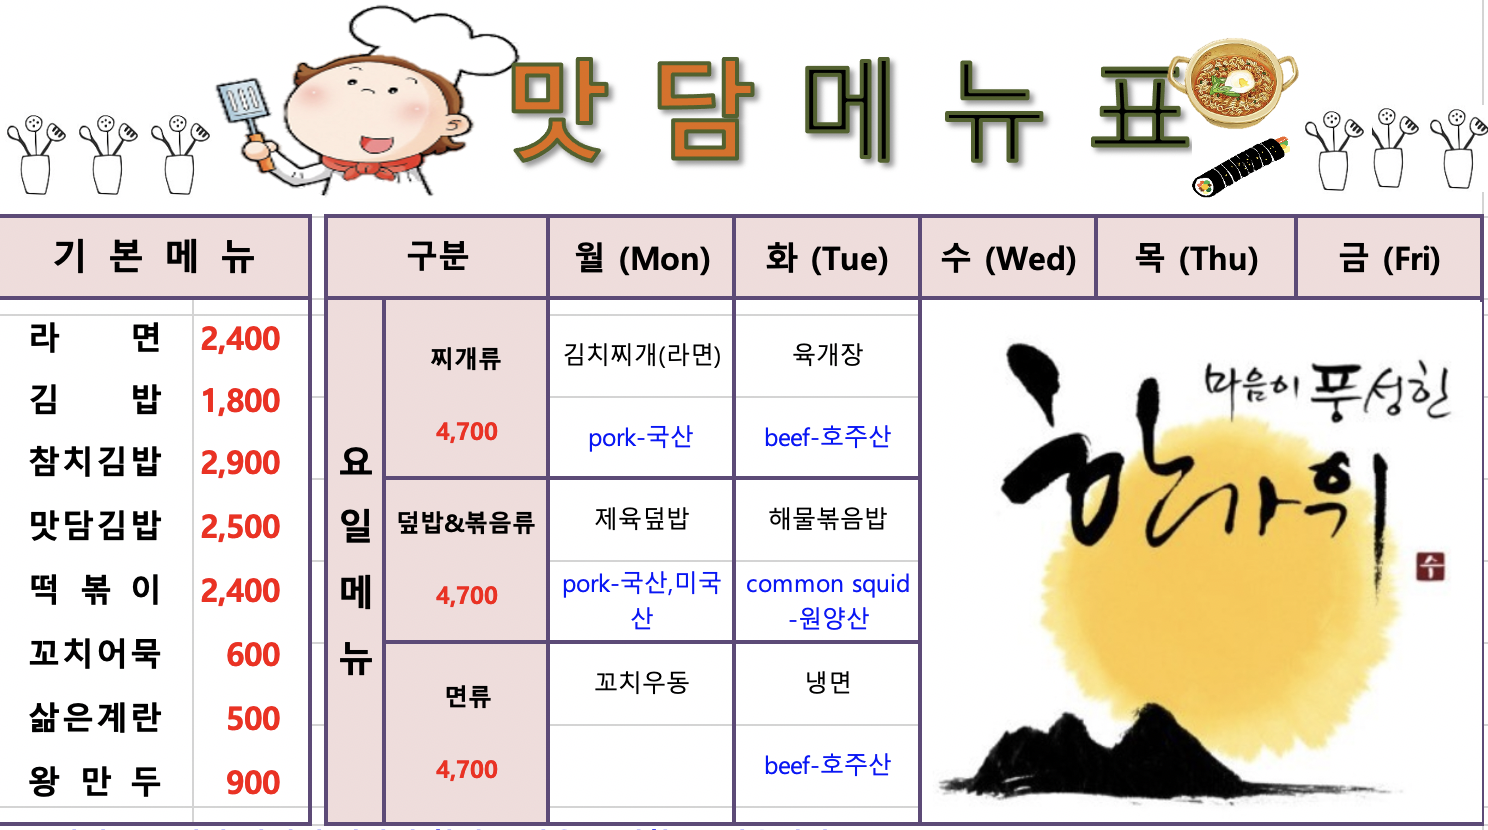 맛담메뉴표
기본메뉴
라면 2,400
김밥 1,800
참치김밥 2,900
맛담김밥 2,500
떡볶이 2,400
꼬치어묵 600
삶은계란 500
왕만두 900
구분 월 (Mon) 화 (Tue) 수 (Wed) 목 (Thu) 금 (Fri)
요일메뉴
찌개류 김치찌개(라면) 육개장
4,700 pork-국산 beef-호주산
덮밥&볶음류 제육덮밥 해물볶음밥
4,700 pork-국산,미국산 common squid-원양산
면류 꼬치우동 냉면
4,700 beef-호주산
마음이 풍성한
한가위
수